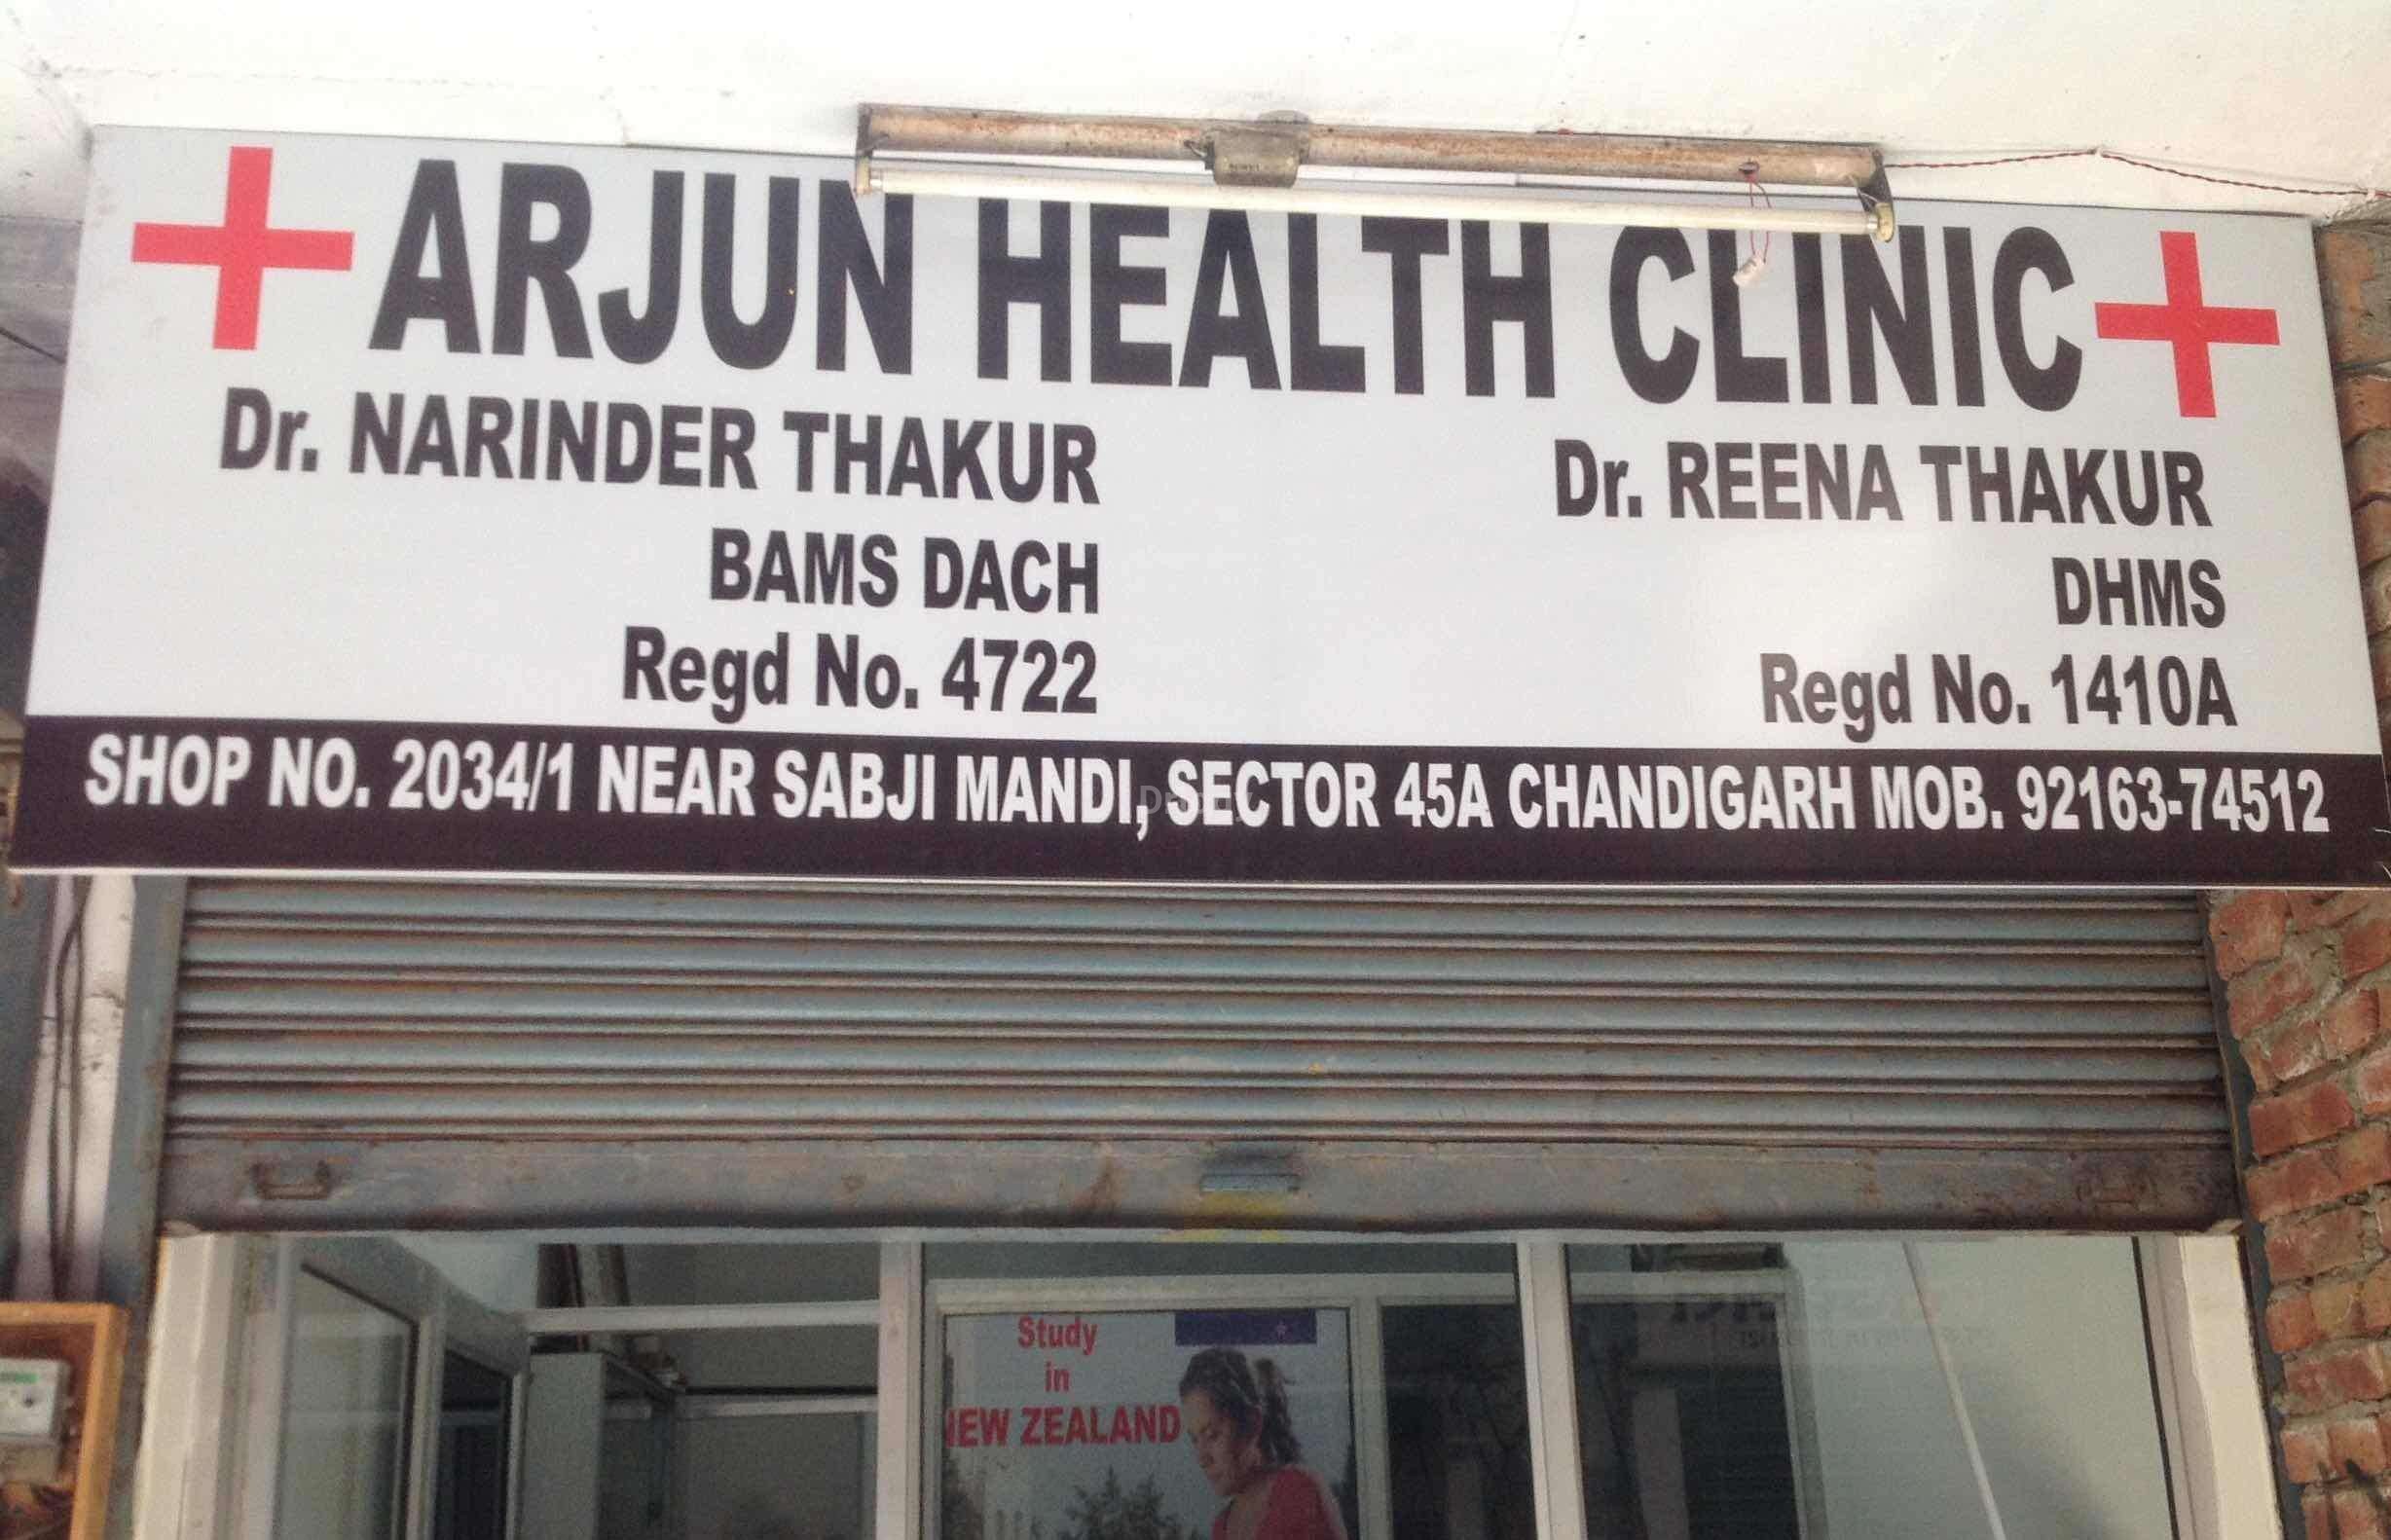 ARJUN HEALTH CLINIC
Dr. NARINDER THAKUR
BAMS DACH
Regd No. 4722
Dr. REENA THAKUR
DHMS
Regd No. 1410A
SHOP NO. 2034/1 NEAR SABJI MANDI, SECTOR 45A CHANDIGARH MOB. 92163-74512
Study
in
NEW ZEALAND